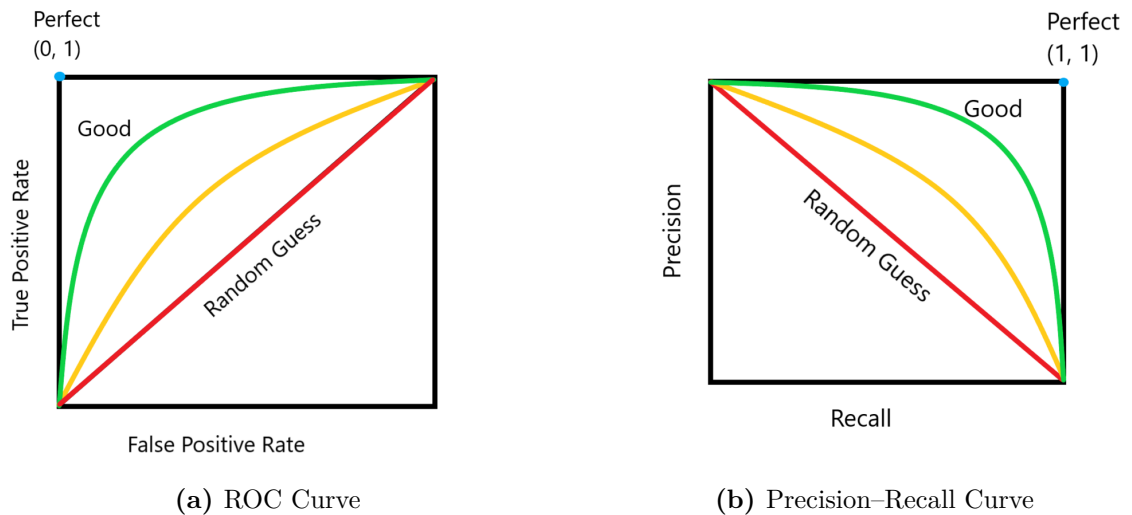 Perfect
(0, 1)
Good
True Positive Rate
Random Guess
False Positive Rate
(a) ROC Curve
Perfect
(1, 1)
Good
Precision
Random Guess
Recall
(b) Precision–Recall Curve